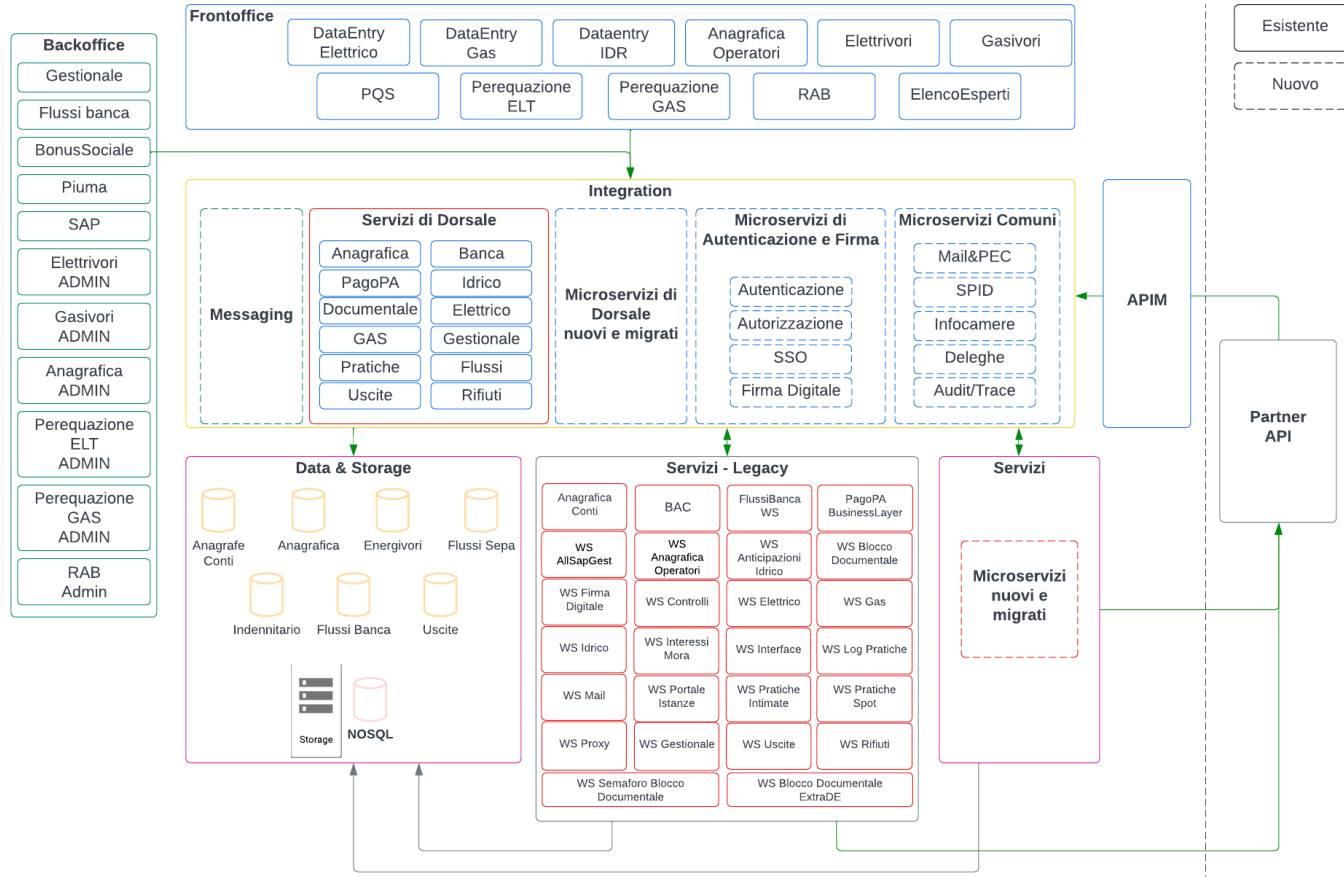 Backoffice
Gestionale
Flussi banca
BonusSociale
Piuma
SAP
Elettrivori
ADMIN
Gasivori
ADMIN
Anagrafica
ADMIN
Perequazione
ELT
ADMIN
Perequazione
GAS
ADMIN
RAB
Admin
Frontoffice
DataEntry
Elettrico
DataEntry
Gas
Dataentry
IDR
Anagrafica
Operatori
Elettrivori
Gasivori
PQS
Perequazione
ELT
Perequazione
GAS
RAB
ElencoEsperti
Esistente
Nuovo
Integration
Messaging
Servizi di Dorsale
Anagrafica
Banca
PagoPA
Idrico
Documentale
Elettrico
GAS
Gestionale
Pratiche
Flussi
Uscite
Rifiuti
Microservizi di
Dorsale
nuovi e migrati
Microservizi di
Autenticazione e Firma
Autenticazione
Autorizzazione
SSO
Firma Digitale
Microservizi Comuni
Mail&PEC
SPID
Infocamere
Deleghe
Audit/Trace
APIM
Partner
API
Data & Storage
Anagrafe
Conti
Anagrafica
Energivori
Flussi Sepa
Indennitario
Flussi Banca
Uscite
Storage
NOSQL
Servizi - Legacy
Anagrafica
Conti
BAC
FlussiBanca
WS
PagoPA
BusinessLayer
WS
AllSapGest
WS
Anagrafica
Operatori
WS
Anticipazioni
Idrico
WS Blocco
Documentale
WS Firma
Digitale
WS Controlli
WS Elettrico
WS Gas
WS Idrico
WS Interessi
Mora
WS Interface
WS Log Pratiche
WS Mail
WS Portale
Istanze
WS Pratiche
Intimate
WS Pratiche
Spot
WS Proxy
WS Gestionale
WS Uscite
WS Rifiuti
WS Semaforo Blocco
Documentale
WS Blocco Documentale
ExtraDE
Servizi
Microservizi
nuovi e
migrati